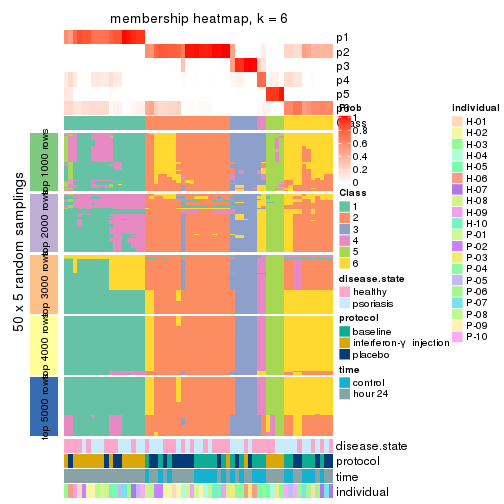 membership heatmap, k = 6
p1
p2
p3
p4
p5
Prob
Class
1
0.8
0.6
0.4
0.2
0
Class
1
2
3
4
5
6
disease.state
healthy
psoriasis
protocol
baseline
interferon-γ injection
placebo
time
control
hour 24
individual
H-01
H-02
H-03
H-04
H-05
H-06
H-07
H-08
H-09
H-10
P-01
P-02
P-03
P-04
P-05
P-06
P-07
P-08
P-09
P-10
50 x 5 random samplings
top 1000 rows
top 2000 rows
top 3000 rows
top 4000 rows
top 5000 rows
disease.state
protocol
time
individual